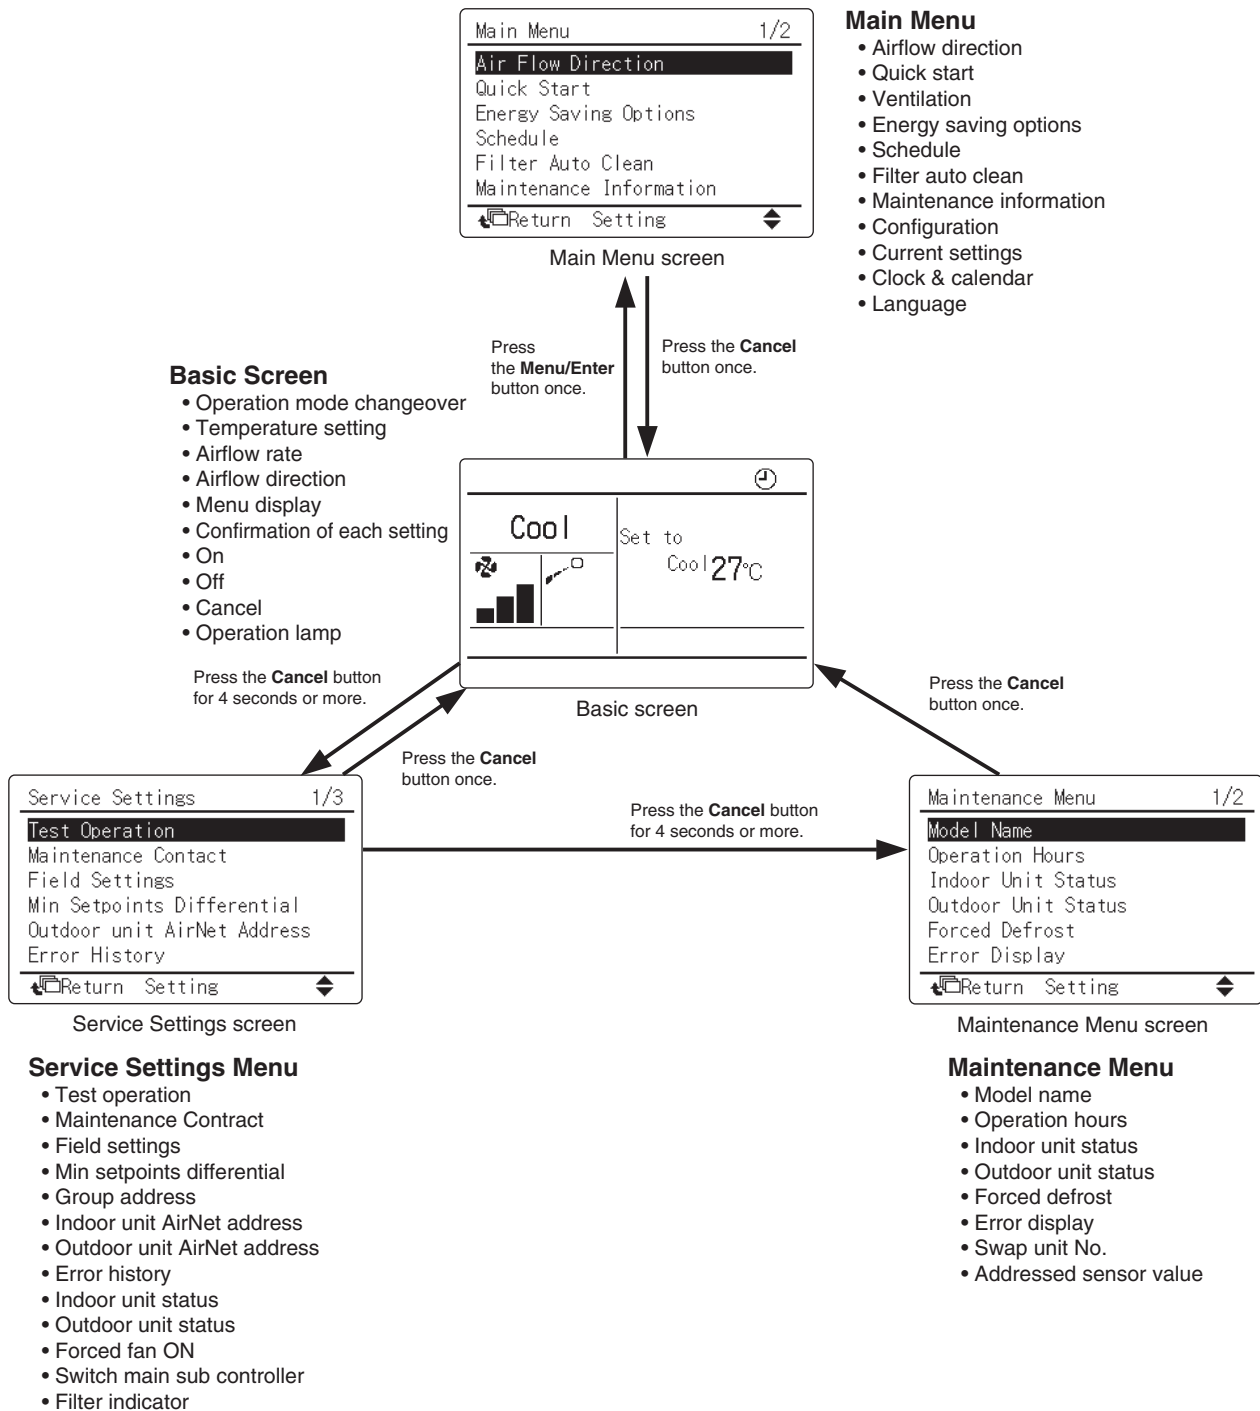 Main Menu 1/2
Air Flow Direction
Quick Start
Energy Saving Options
Schedule
Filter Auto Clean
Maintenance Information
Return Setting
Main Menu screen
Main Menu
• Airflow direction
• Quick start
• Ventilation
• Energy saving options
• Schedule
• Filter auto clean
• Maintenance information
• Configuration
• Current settings
• Clock & calendar
• Language
Press
the Menu/Enter
button once.
Press the Cancel
button once.
Basic Screen
• Operation mode changeover
• Temperature setting
• Airflow rate
• Airflow direction
• Menu display
• Confirmation of each setting
• On
• Off
• Cancel
• Operation lamp
Cool
Set to
Cool 27°C
Basic screen
Press the Cancel button
for 4 seconds or more.
Press the Cancel
button once.
Press the Cancel
button once.
Press the Cancel button
for 4 seconds or more.
Service Settings 1/3
Test Operation
Maintenance Contact
Field Settings
Min Setpoints Differential
Outdoor unit AirNet Address
Error History
Return Setting
Service Settings screen
Service Settings Menu
• Test operation
• Maintenance Contract
• Field settings
• Min setpoints differential
• Group address
• Indoor unit AirNet address
• Outdoor unit AirNet address
• Error history
• Indoor unit status
• Outdoor unit status
• Forced fan ON
• Switch main sub controller
• Filter indicator
Maintenance Menu 1/2
Model Name
Operation Hours
Indoor Unit Status
Outdoor Unit Status
Forced Defrost
Error Display
Return Setting
Maintenance Menu screen
Maintenance Menu
• Model name
• Operation hours
• Indoor unit status
• Outdoor unit status
• Forced defrost
• Error display
• Swap unit No.
• Addressed sensor value